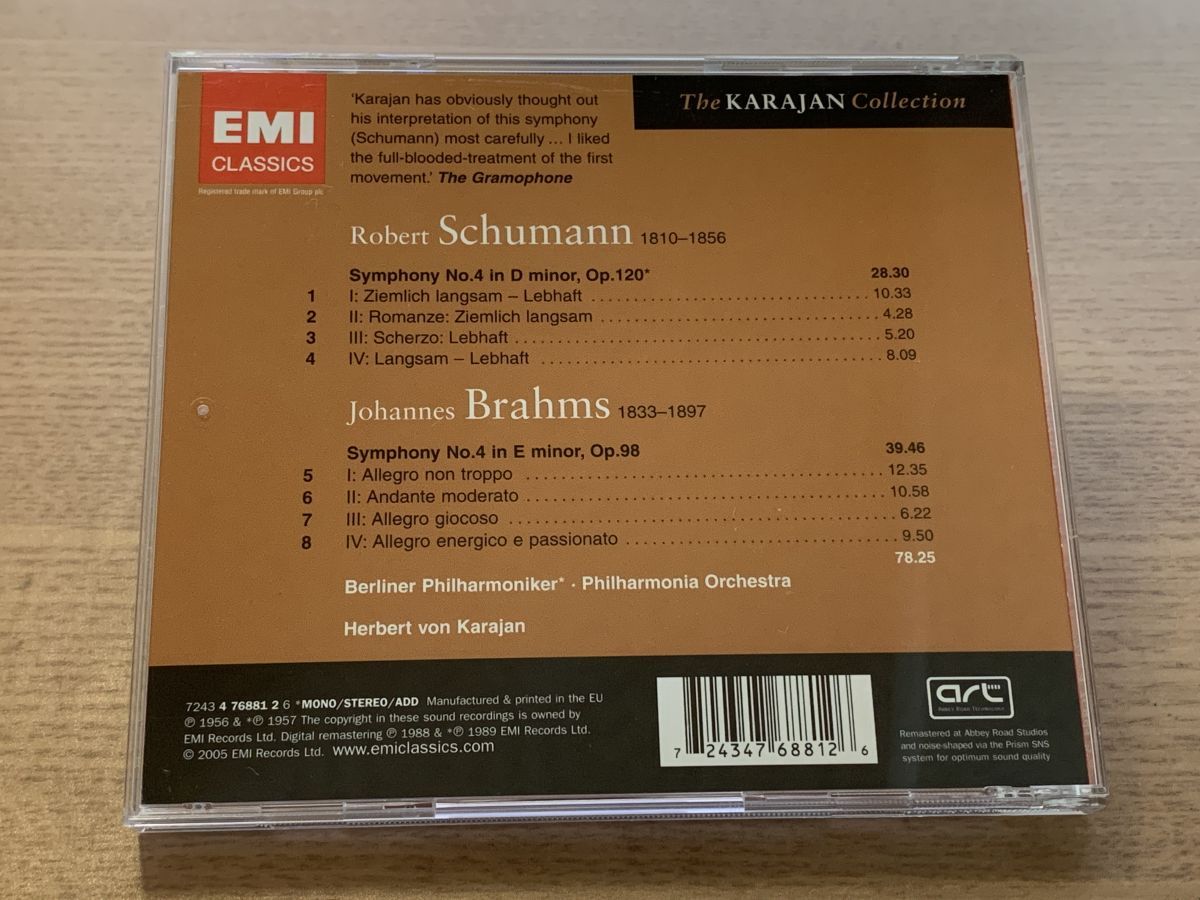 EMI
CLASSICS
Registered trade mark of EMI Group plc
'Karajan has obviously thought out
his interpretation of this symphony
(Schumann) most carefully ... I liked
the full-blooded-treatment of the first
movement.' The Gramophone
The KARAJAN Collection
Robert Schumann 1810–1856
Symphony No.4 in D minor, Op.120* 28.30
1 I: Ziemlich langsam – Lebhaft 10.33
2 II: Romanze: Ziemlich langsam 4.28
3 III: Scherzo: Lebhaft 5.20
4 IV: Langsam – Lebhaft 8.09
Johannes Brahms 1833–1897
Symphony No.4 in E minor, Op.98 39.46
5 I: Allegro non troppo 12.35
6 II: Andante moderato 10.58
7 III: Allegro giocoso 6.22
8 IV: Allegro energico e passionato 9.50
78.25
Berliner Philharmoniker* · Philharmonia Orchestra
Herbert von Karajan
7243 4 76881 2 6 *MONO/STEREO/ADD Manufactured & printed in the EU
℗ 1956 & *℗ 1957 The copyright in these sound recordings is owned by
EMI Records Ltd. Digital remastering ℗ 1988 & *℗ 1989 EMI Records Ltd.
© 2005 EMI Records Ltd. www.emiclassics.com
7 24347 68812 6
art
ABBEY ROAD TECHNOLOGY
Remastered at Abbey Road Studios
and noise-shaped via the Prism SNS
system for optimum sound quality